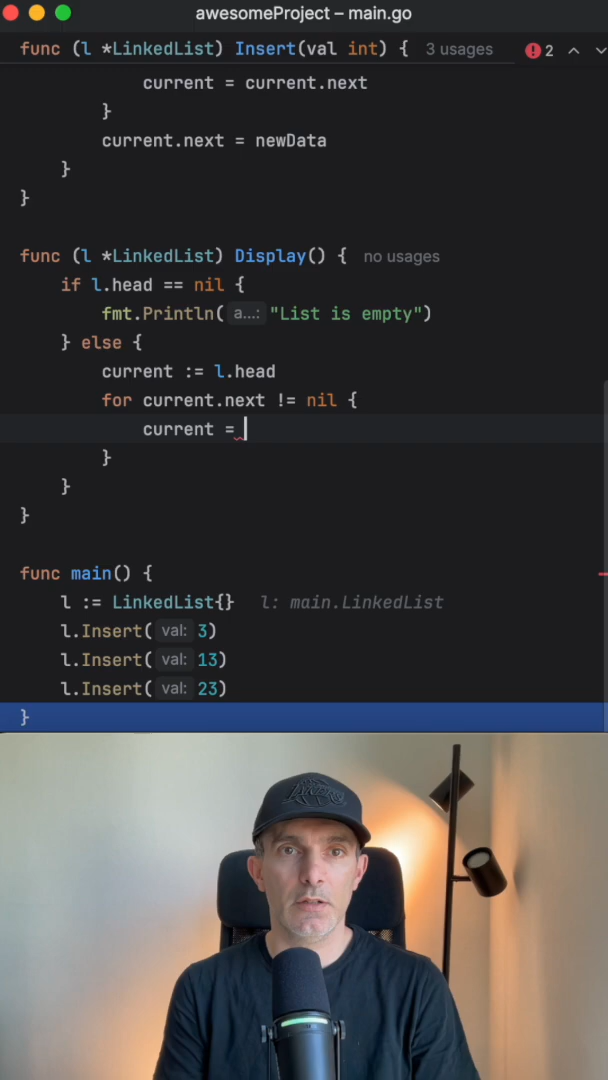 awesomeProject – main.go
func (l *LinkedList) Insert(val int) { 3 usages 2
current = current.next
}
current.next = newData
}
}
func (l *LinkedList) Display() { no usages
if l.head == nil {
fmt.Println( a...: "List is empty")
} else {
current := l.head
for current.next != nil {
current =
}
}
}
func main() {
l := LinkedList{} l: main.LinkedList
l.Insert( val: 3)
l.Insert( val: 13)
l.Insert( val: 23)
}
LAKERS